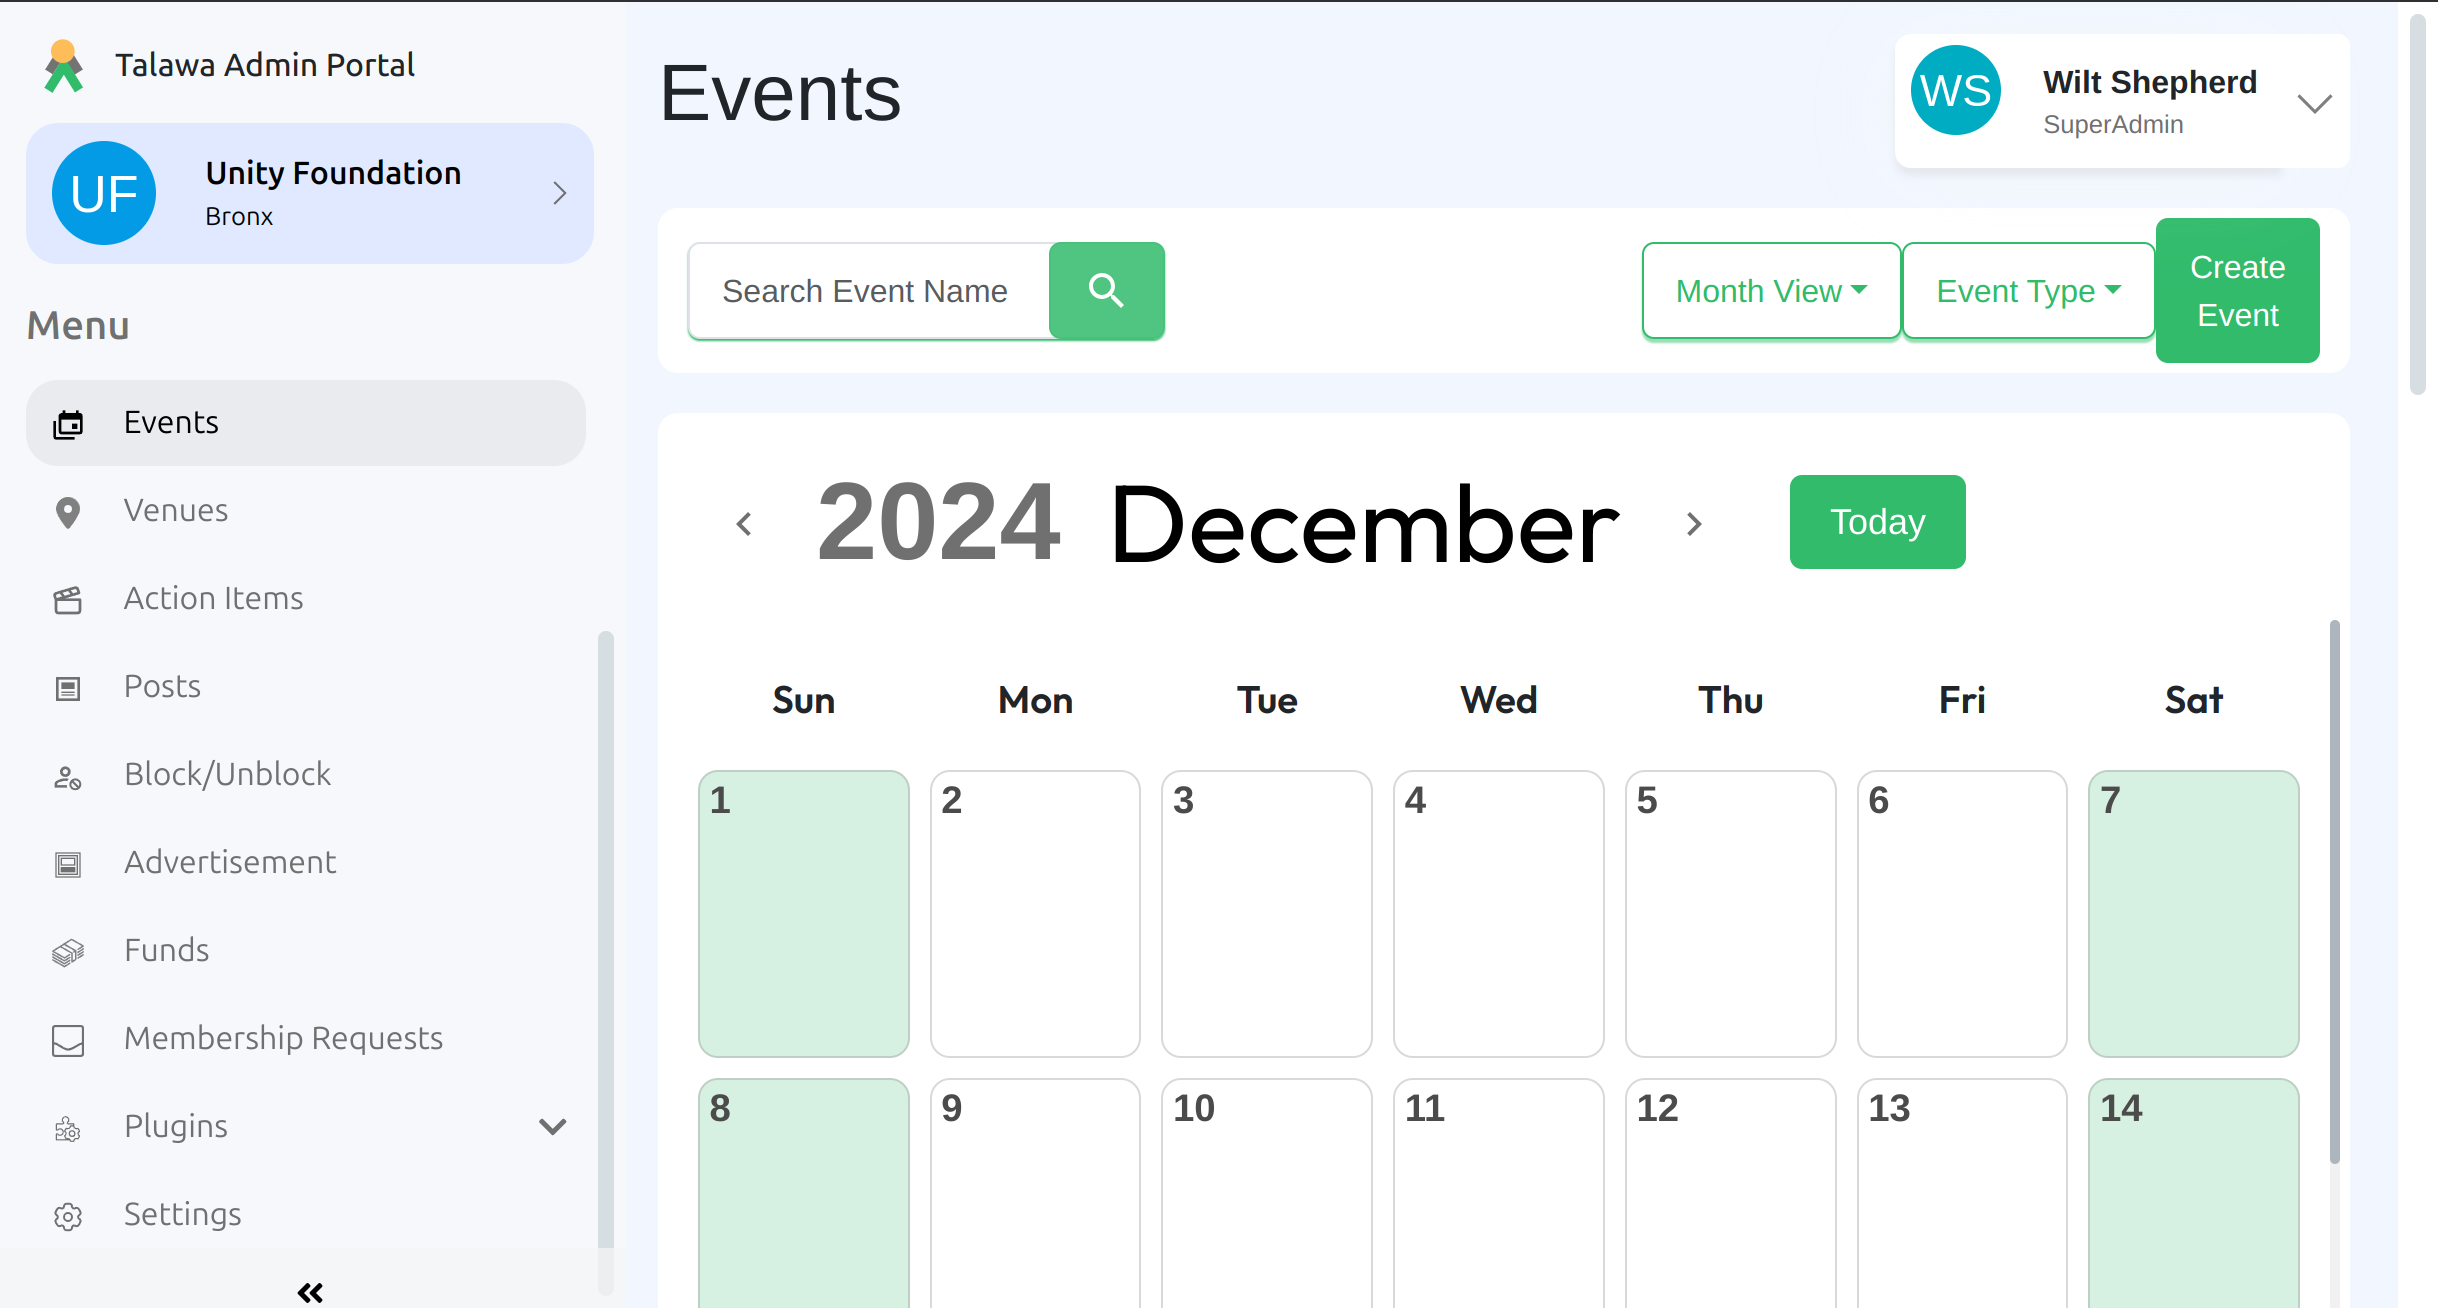 Talawa Admin Portal
UF
Unity Foundation
Bronx
Menu
Events
Venues
Action Items
Posts
Block/Unblock
Advertisement
Funds
Membership Requests
Plugins
Settings
Events
WS
Wilt Shepherd
SuperAdmin
Search Event Name
Month View
Event Type
Create
Event
2024 December
Today
Sun Mon Tue Wed Thu Fri Sat
1 2 3 4 5 6 7
8 9 10 11 12 13 14